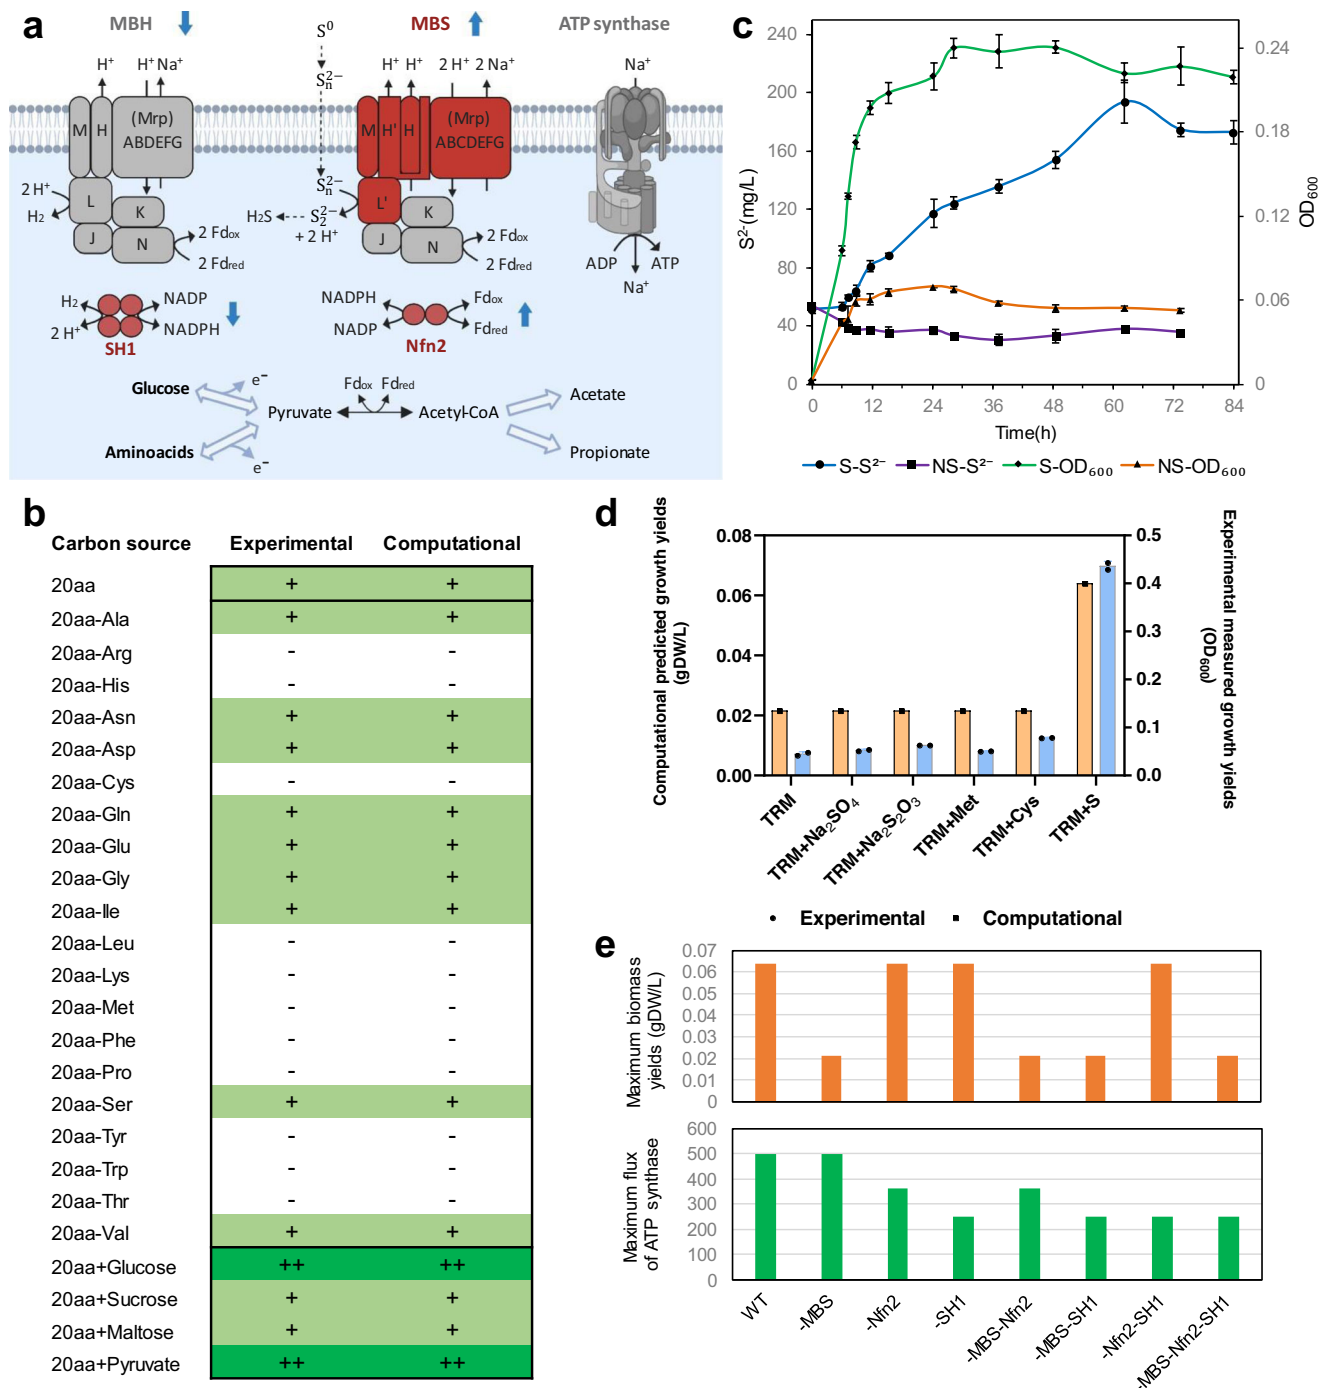 a
MBH
MBS
ATP synthase
S⁰
Sₙ²⁻
H⁺
H⁺ Na⁺
H⁺ H⁺
2 H⁺ 2 Na⁺
Na⁺
M
H
(Mrp)
ABDEFG
M
H'
H
(Mrp)
ABCDEFG
2 H⁺
H₂
L
K
J
N
2 Fdox
2 Fdred
Sₙ²⁻
H₂S
S₂²⁻
+ 2 H⁺
L'
K
J
N
2 Fdox
2 Fdred
ADP
ATP
Na⁺
H₂
2 H⁺
NADP
NADPH
SH1
NADPH
NADP
Fdox
Fdred
Nfn2
Glucose
e⁻
Aminoacids
e⁻
Pyruvate
Fdox Fdred
Acetyl-CoA
Acetate
Propionate
b
Carbon source Experimental Computational
20aa + +
20aa-Ala + +
20aa-Arg - -
20aa-His - -
20aa-Asn + +
20aa-Asp + +
20aa-Cys - -
20aa-Gln + +
20aa-Glu + +
20aa-Gly + +
20aa-Ile + +
20aa-Leu - -
20aa-Lys - -
20aa-Met - -
20aa-Phe - -
20aa-Pro - -
20aa-Ser + +
20aa-Tyr - -
20aa-Trp - -
20aa-Thr - -
20aa-Val + +
20aa+Glucose ++ ++
20aa+Sucrose + +
20aa+Maltose + +
20aa+Pyruvate ++ ++
c
S²⁻(mg/L)
240
200
160
120
80
40
0
OD₆₀₀
0.24
0.18
0.12
0.06
0
0 12 24 36 48 60 72 84
Time(h)
S-S²⁻ NS-S²⁻ S-OD₆₀₀ NS-OD₆₀₀
d
Computational predicted growth yields
(gDW/L)
0.08
0.06
0.04
0.02
0.00
Experimental measured growth yields
(OD₆₀₀)
0.5
0.4
0.3
0.2
0.1
0.0
TRM
TRM+Na₂SO₄
TRM+Na₂S₂O₃
TRM+Met
TRM+Cys
TRM+S
Experimental Computational
e
Maximum biomass
yields (gDW/L)
0.07
0.06
0.05
0.04
0.03
0.02
0.01
0
Maximum flux
of ATP synthase
600
500
400
300
200
100
0
WT
-MBS
-Nfn2
-SH1
-MBS-Nfn2
-MBS-SH1
-Nfn2-SH1
-MBS-Nfn2-SH1